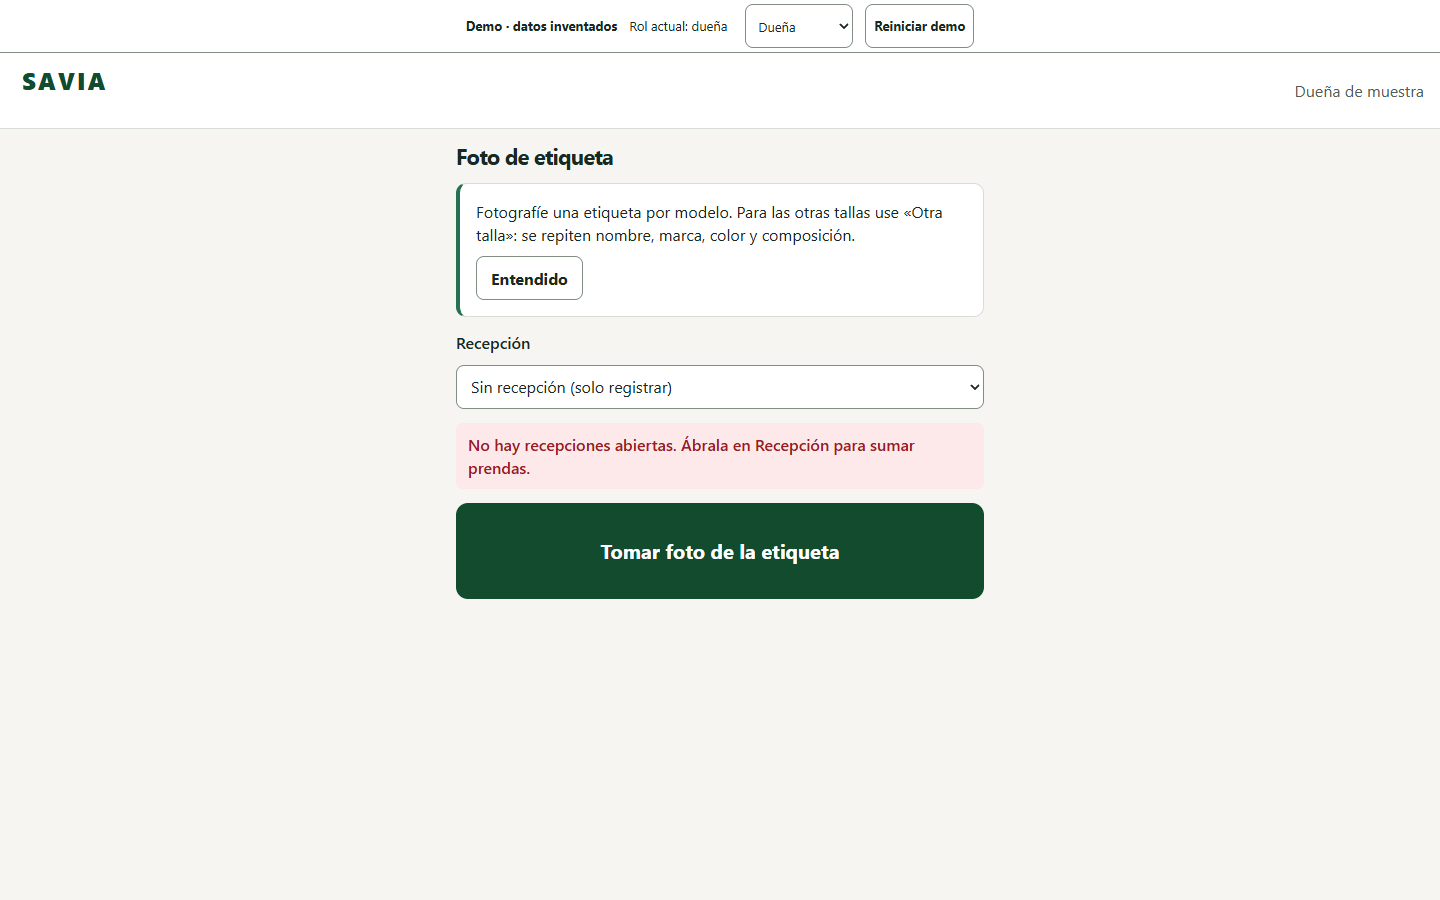 Demo · datos inventados Rol actual: dueña Dueña Reiniciar demo
SAVIA
Dueña de muestra
Foto de etiqueta
Fotografíe una etiqueta por modelo. Para las otras tallas use «Otra
talla»: se repiten nombre, marca, color y composición.
Entendido
Recepción
Sin recepción (solo registrar)
No hay recepciones abiertas. Ábrala en Recepción para sumar
prendas.
Tomar foto de la etiqueta